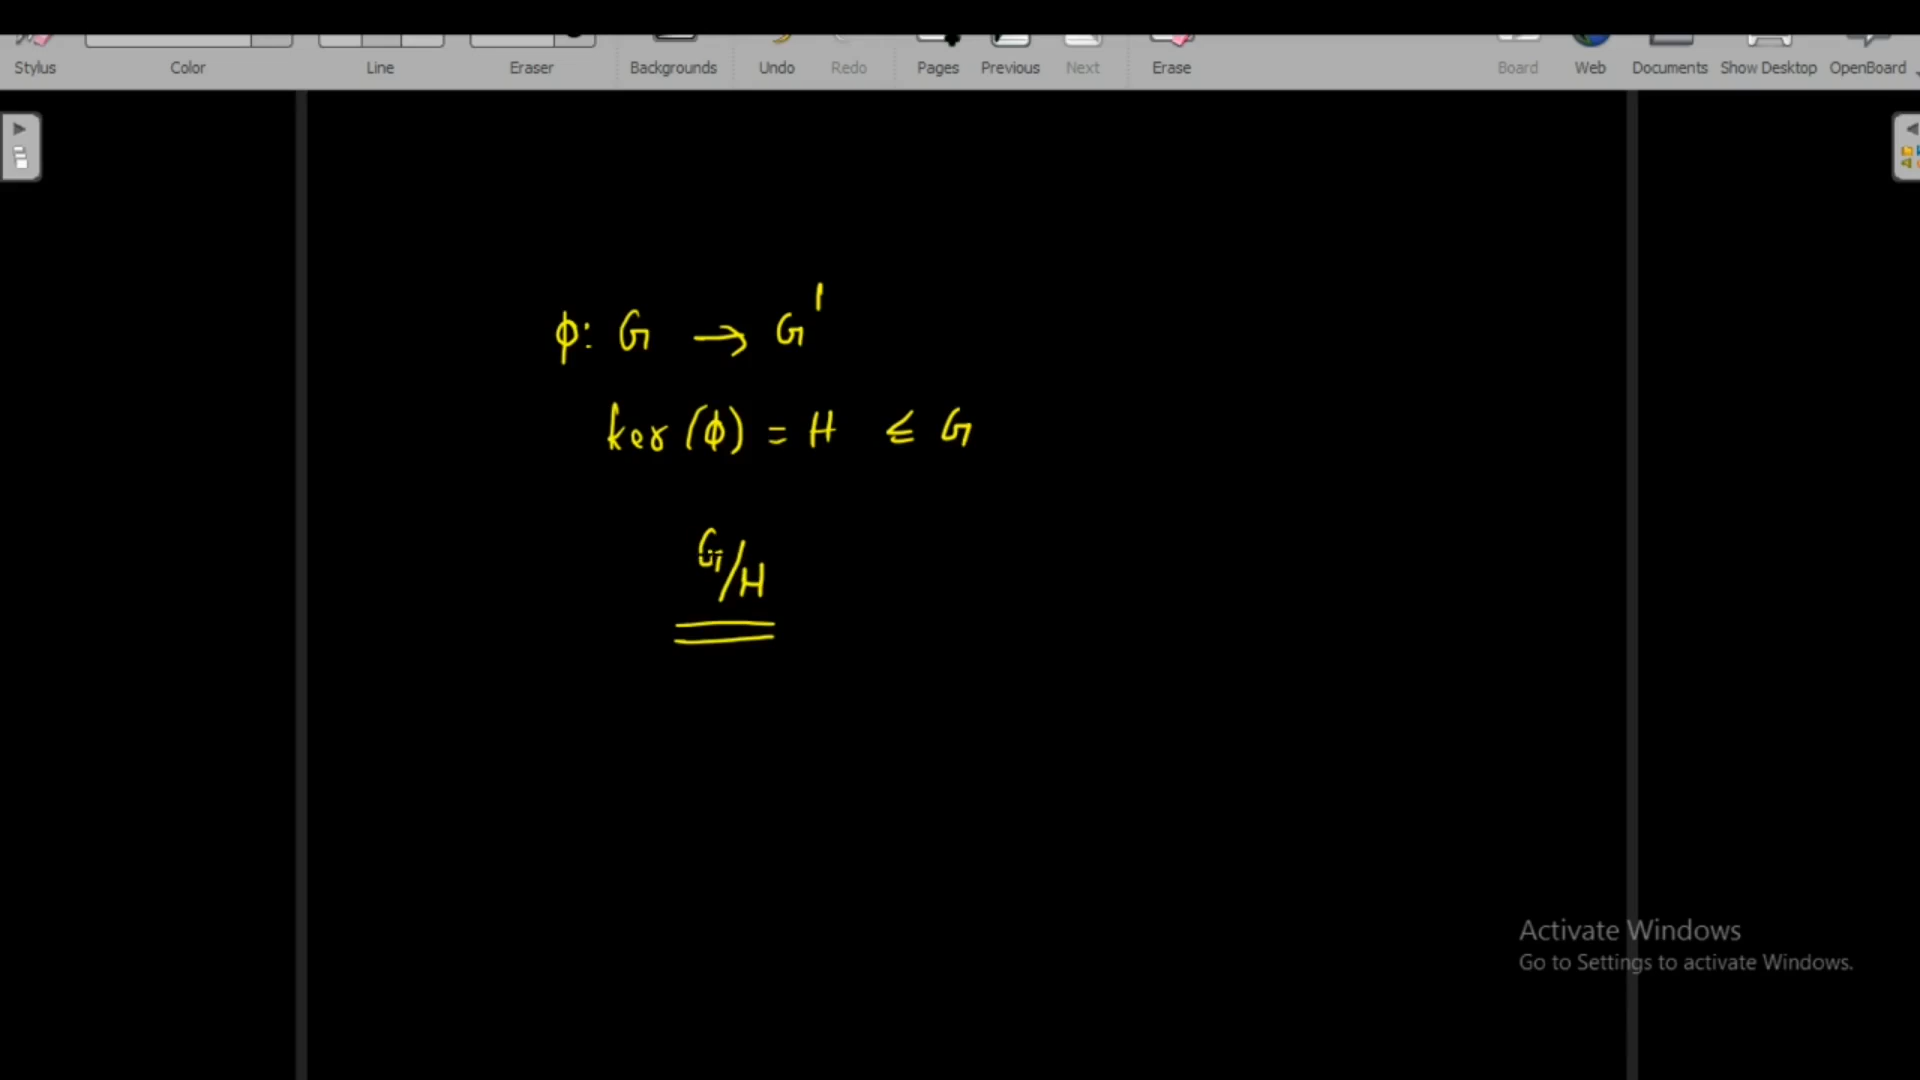 Stylus Color Line Eraser Backgrounds Undo Redo Pages Previous Next Erase Board Web Documents Show Desktop OpenBoard
ϕ: G → G'
ker (ϕ) = H ≤ G
G/H
Activate Windows
Go to Settings to activate Windows.